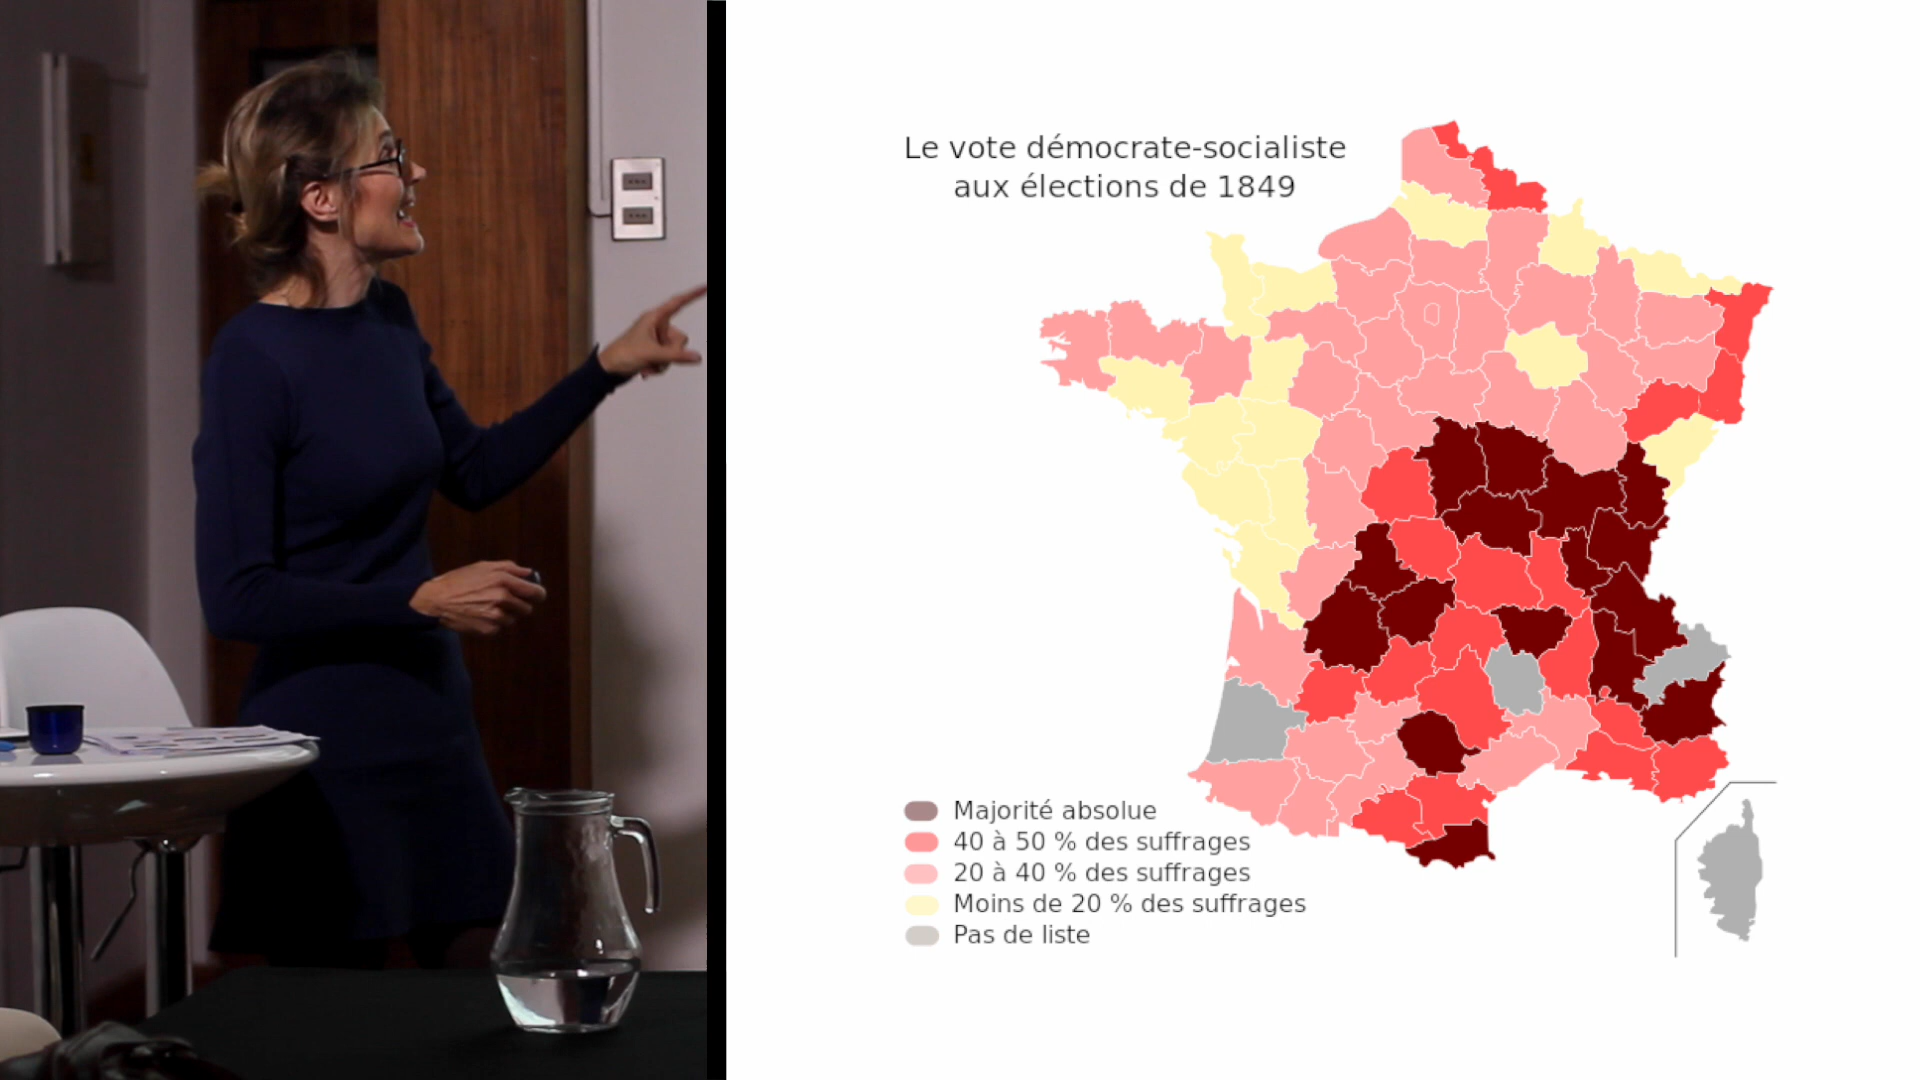 Le vote démocrate-socialiste
aux élections de 1849
Majorité absolue
40 à 50 % des suffrages
20 à 40 % des suffrages
Moins de 20 % des suffrages
Pas de liste